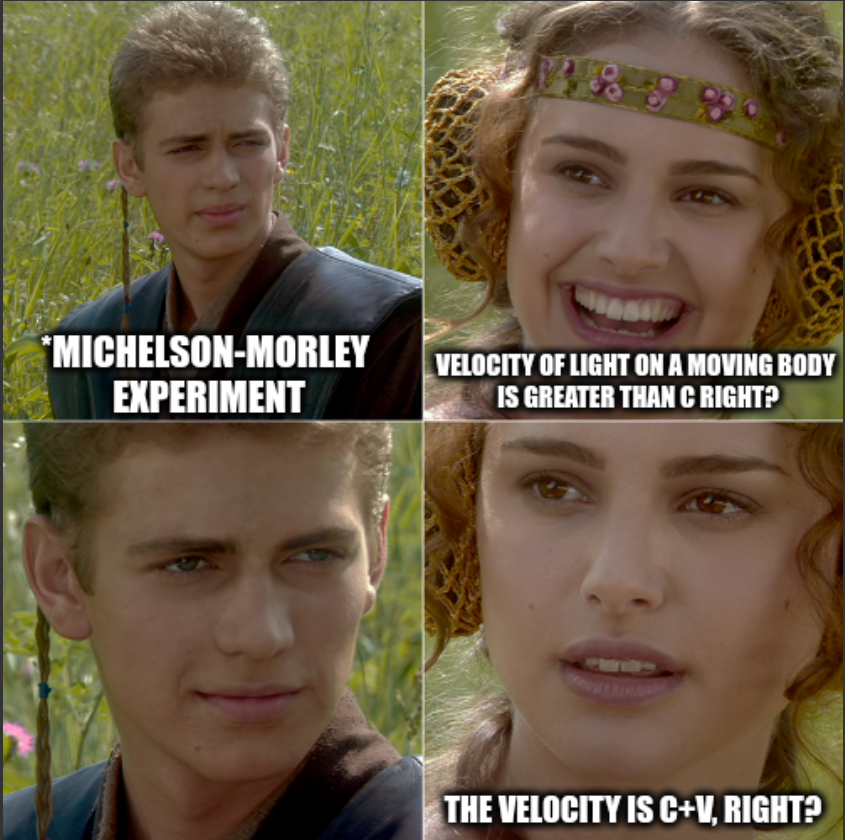 *MICHELSON-MORLEY
EXPERIMENT
VELOCITY OF LIGHT ON A MOVING BODY
IS GREATER THAN C RIGHT?
THE VELOCITY IS C+V, RIGHT?